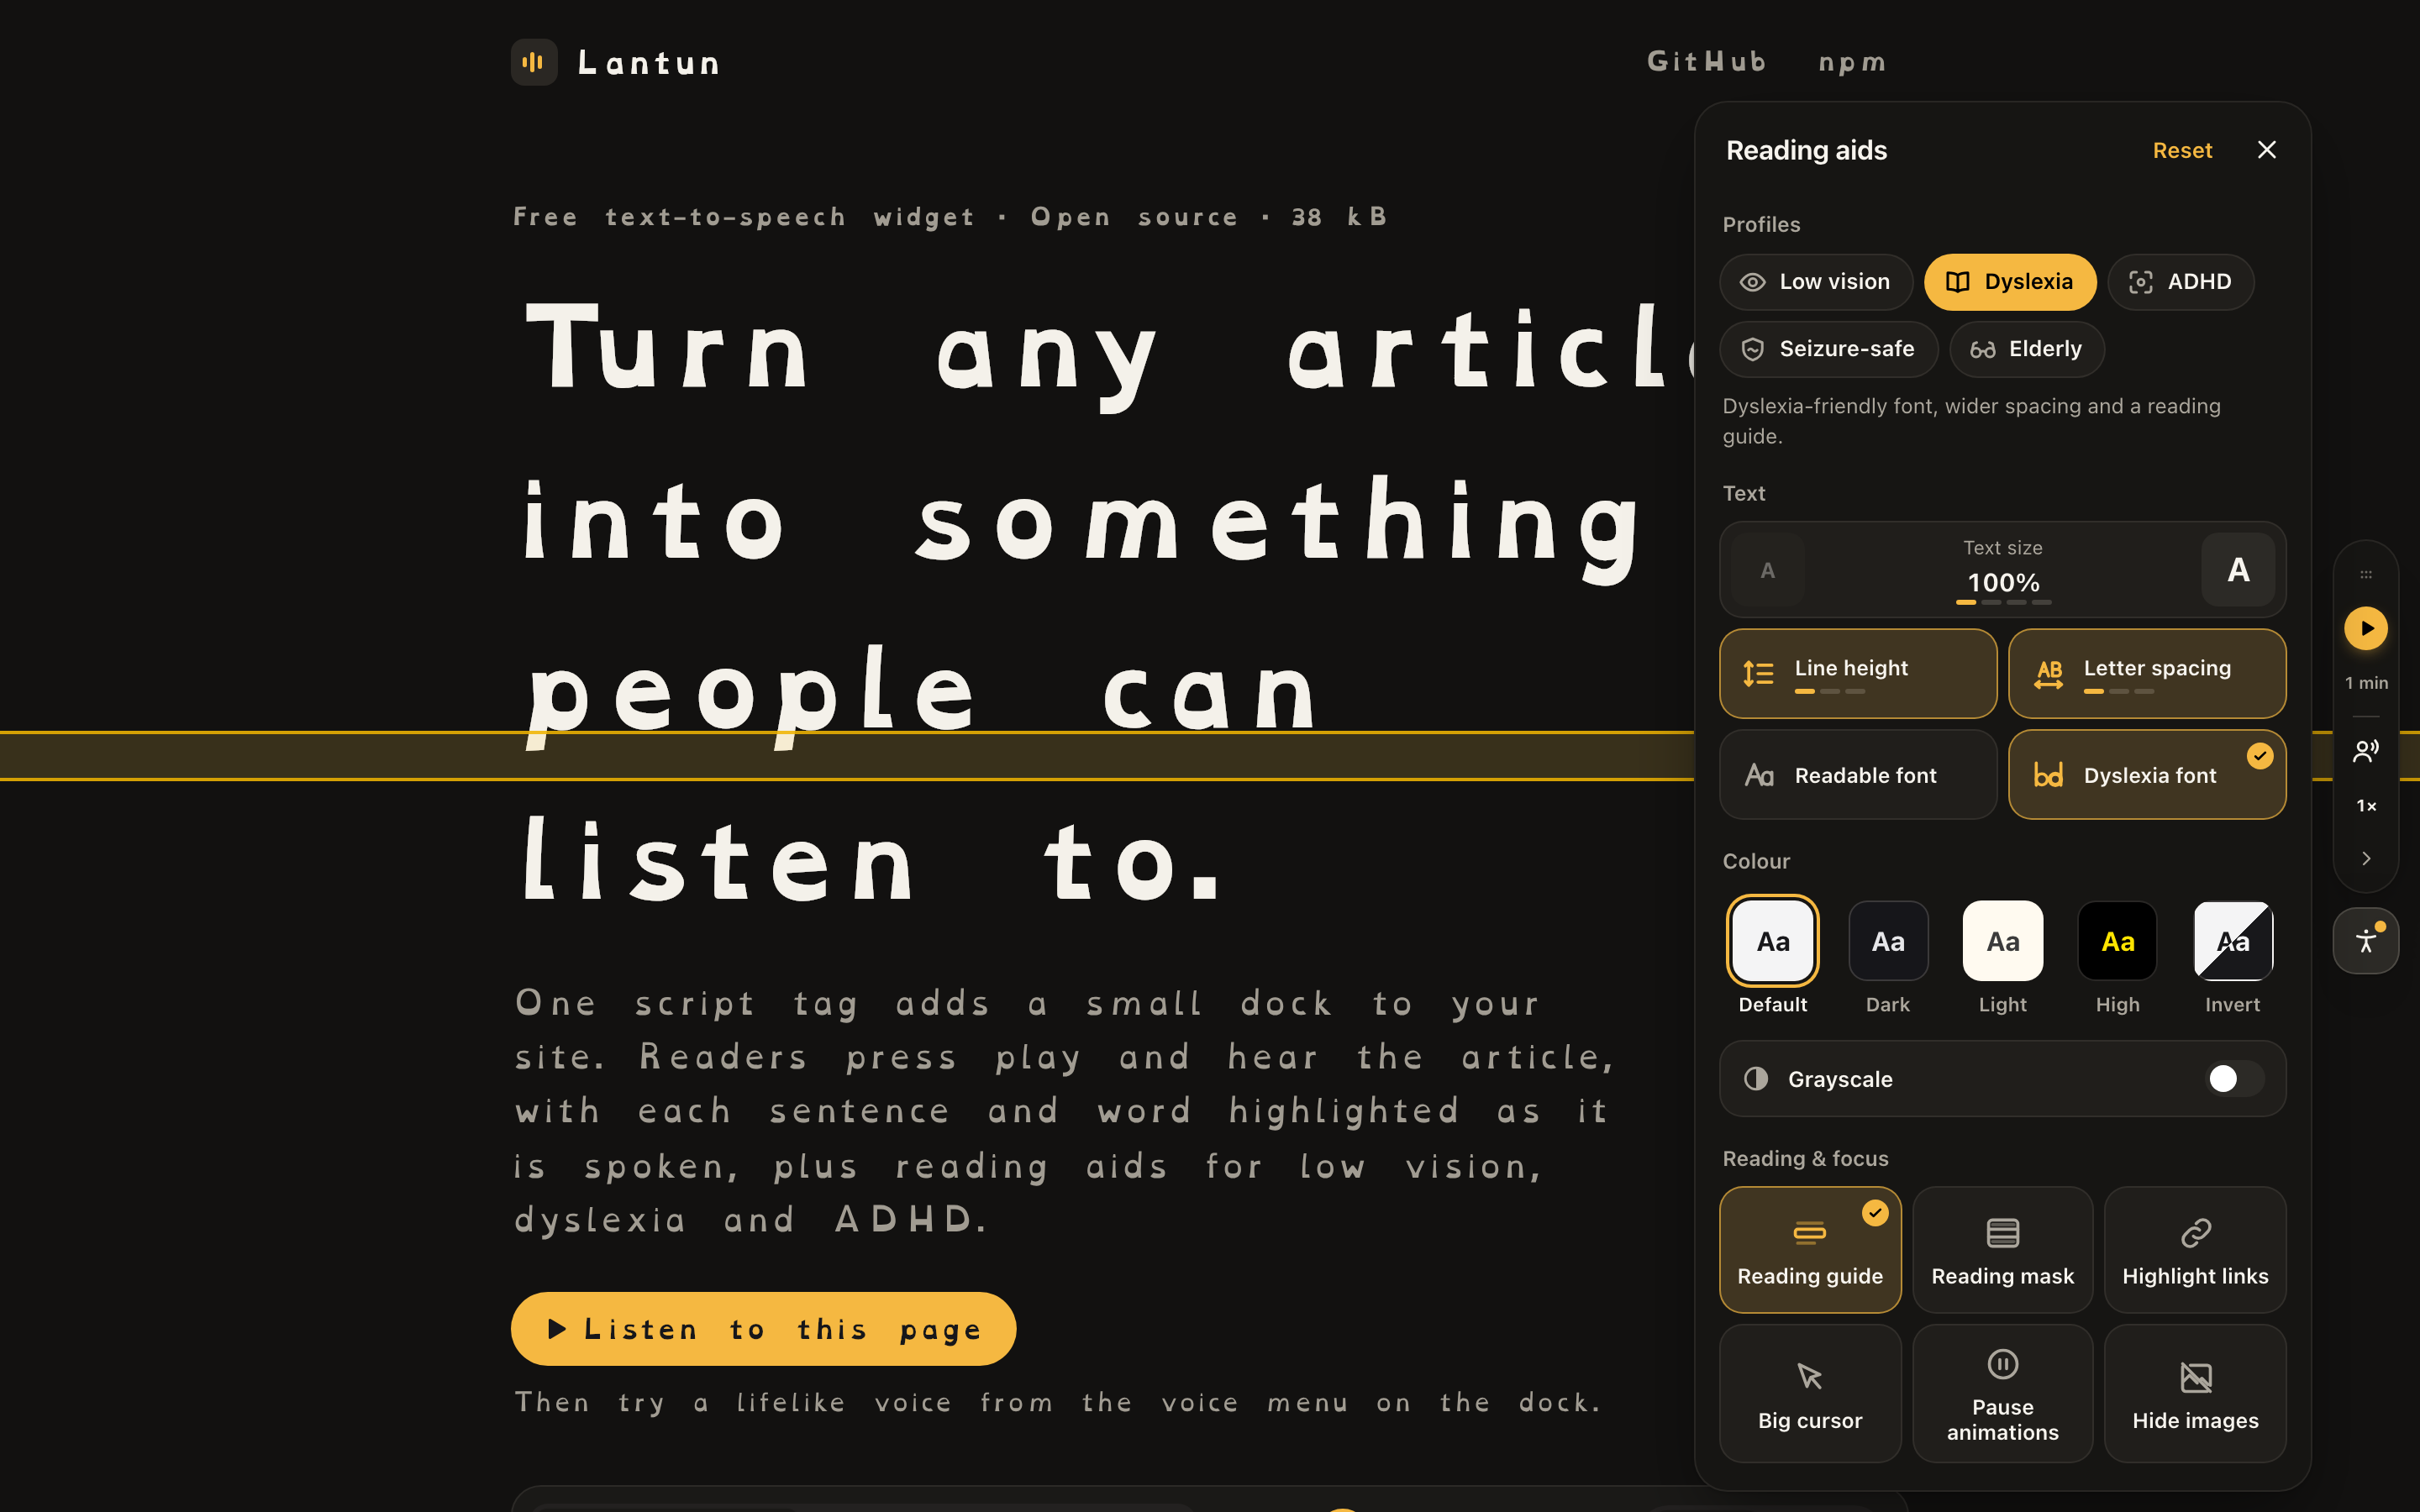 Lantun
GitHub npm
Free text-to-speech widget · Open source · 38 kB
Turn any articl
into something
people can
listen to.
One script tag adds a small dock to your
site. Readers press play and hear the article,
with each sentence and word highlighted as it
is spoken, plus reading aids for low vision,
dyslexia and ADHD.
Listen to this page
Then try a lifelike voice from the voice menu on the dock.
Reading aids
Reset
Profiles
Low vision
Dyslexia
ADHD
Seizure-safe
Elderly
Dyslexia-friendly font, wider spacing and a reading
guide.
Text
A
Text size
100%
A
Line height
AB
Letter spacing
Aa
Readable font
bd
Dyslexia font
Colour
Aa
Aa
Aa
Aa
Aa
Default
Dark
Light
High
Invert
Grayscale
Reading & focus
Reading guide
Reading mask
Highlight links
Big cursor
Pause
animations
Hide images
1 min
1×